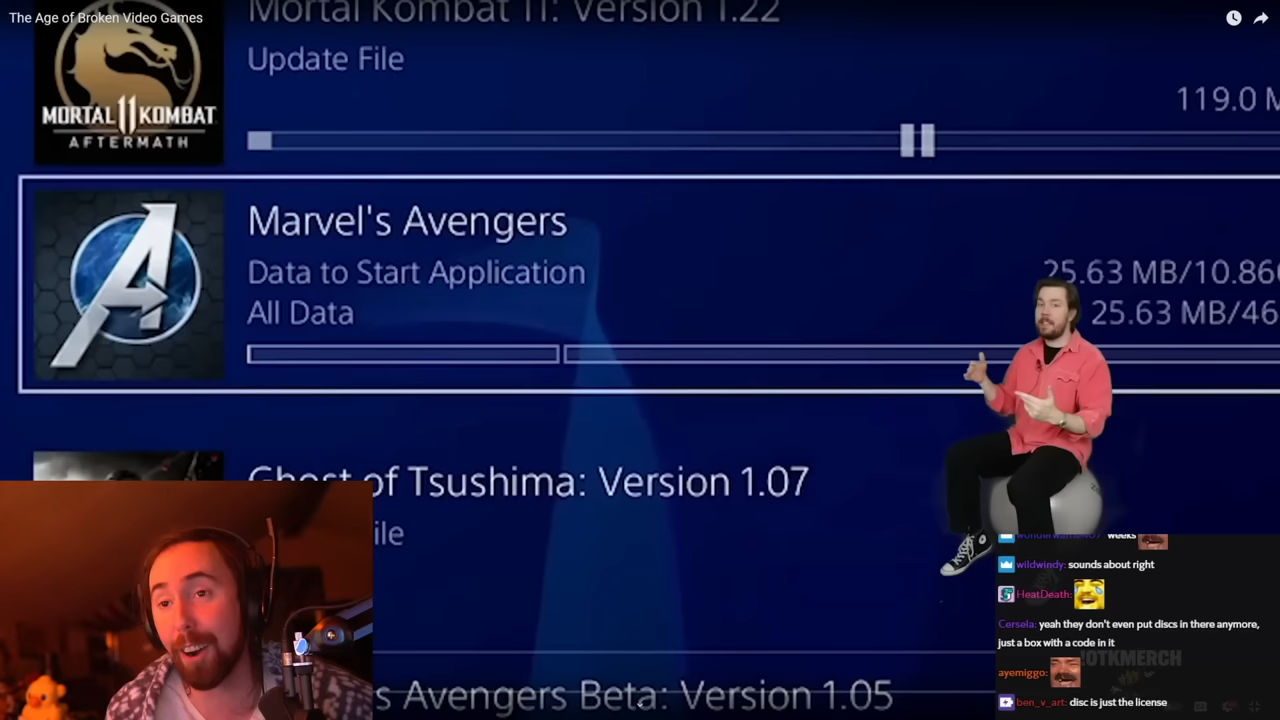 The Age of Broken Video Games
Mortal Kombat 11: Version 1.22
Update File
119.0 M
MORTAL 11 KOMBAT
AFTERMATH
Marvel's Avengers
Data to Start Application
25.63 MB/10.86
All Data
25.63 MB/46
Ghost of Tsushima: Version 1.07
ile
weeks
wildwindy: sounds about right
HeatDeath:
Cersela: yeah they don't even put discs in there anymore,
just a box with a code in it
ZOTKMERCH
ayemiggo:
s Avengers Beta: Version 1.05
ben_v_art: disc is just the license